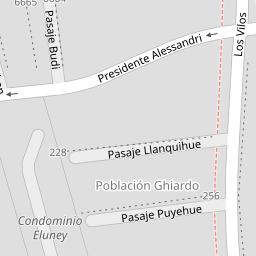 6665
Pasaje Budi
Presidente Alessandri
Los Vilos
228
Pasaje Llanquihue
Población Ghiardo
256
Pasaje Puyehue
Condominio
Eluney